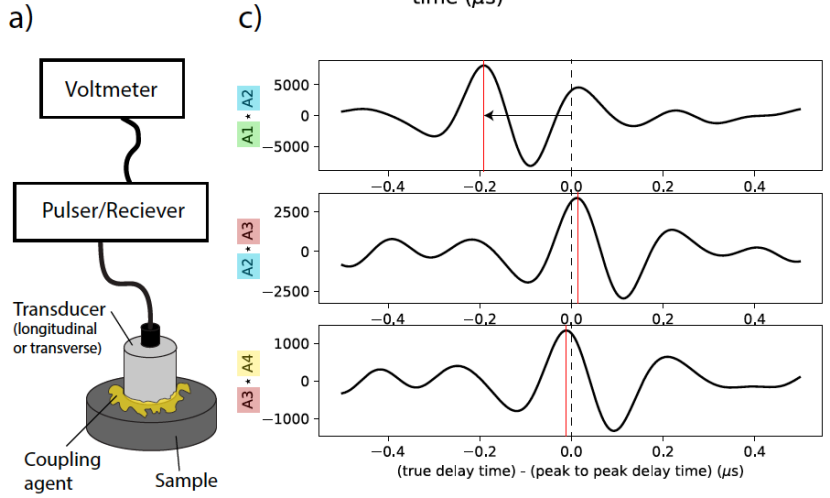 time (μs)
a)
c)
Voltmeter
Pulser/Reciever
Transducer
(longitudinal
or transverse)
Coupling
agent
Sample
A1 ⋆ A2
5000
0
−5000
−0.4 −0.2 0.0 0.2 0.4
A2 ⋆ A3
2500
0
−2500
−0.4 −0.2 0.0 0.2 0.4
A3 ⋆ A4
1000
0
−1000
−0.4 −0.2 0.0 0.2 0.4
(true delay time) - (peak to peak delay time) (μs)